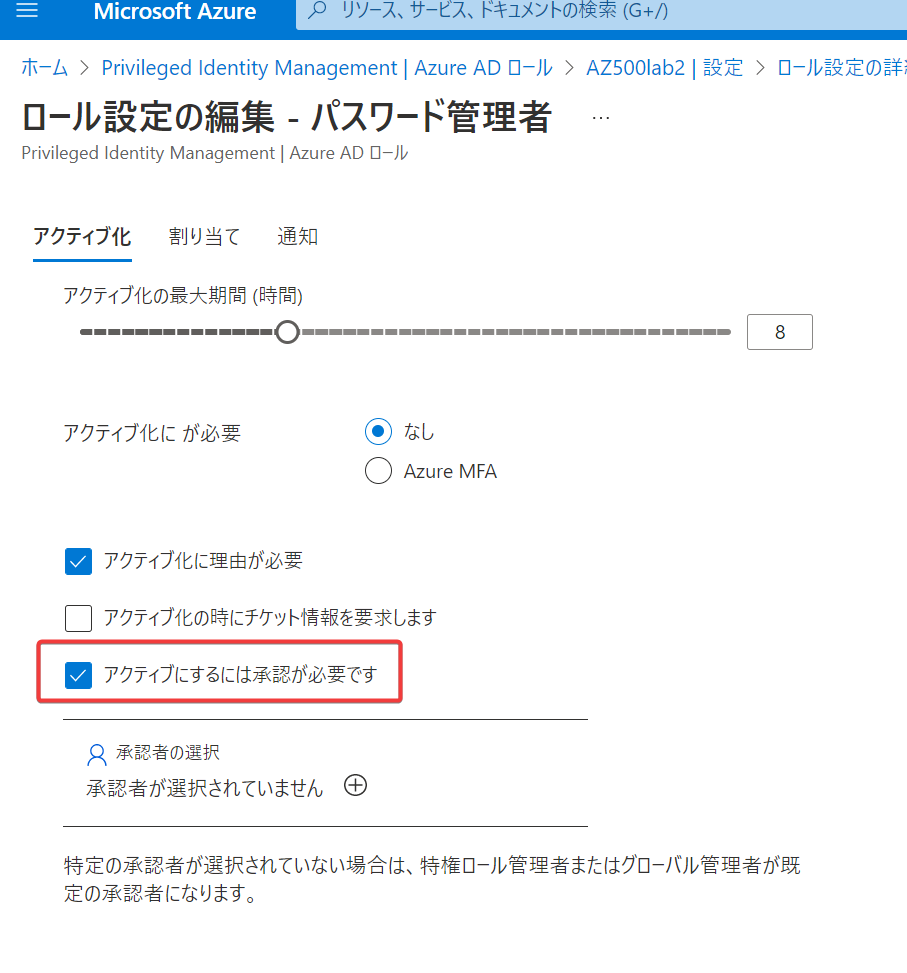 Microsoft Azure
リソース、サービス、ドキュメントの検索 (G+/)
ホーム > Privileged Identity Management | Azure AD ロール > AZ500lab2 | 設定 > ロール設定の詳
ロール設定の編集 - パスワード管理者 ...
Privileged Identity Management | Azure AD ロール
アクティブ化 割り当て 通知
アクティブ化の最大期間 (時間)
8
アクティブ化に が必要
なし
Azure MFA
アクティブ化に理由が必要
アクティブ化の時にチケット情報を要求します
アクティブにするには承認が必要です
承認者の選択
承認者が選択されていません
特定の承認者が選択されていない場合は、特権ロール管理者またはグローバル管理者が既
定の承認者になります。